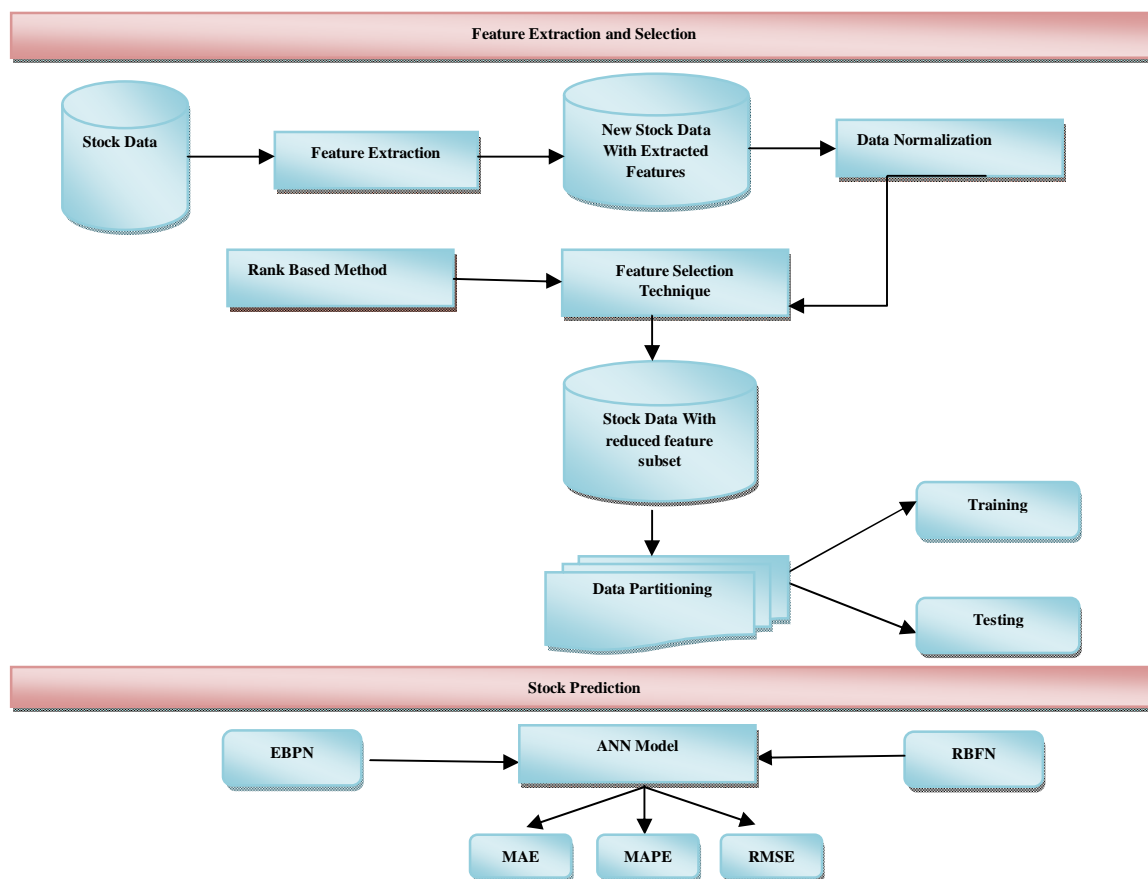 Feature Extraction and Selection
Stock Data
Feature Extraction
New Stock Data
With Extracted
Features
Data Normalization
Rank Based Method
Feature Selection
Technique
Stock Data With
reduced feature
subset
Training
Data Partitioning
Testing
Stock Prediction
EBPN
ANN Model
RBFN
MAE
MAPE
RMSE